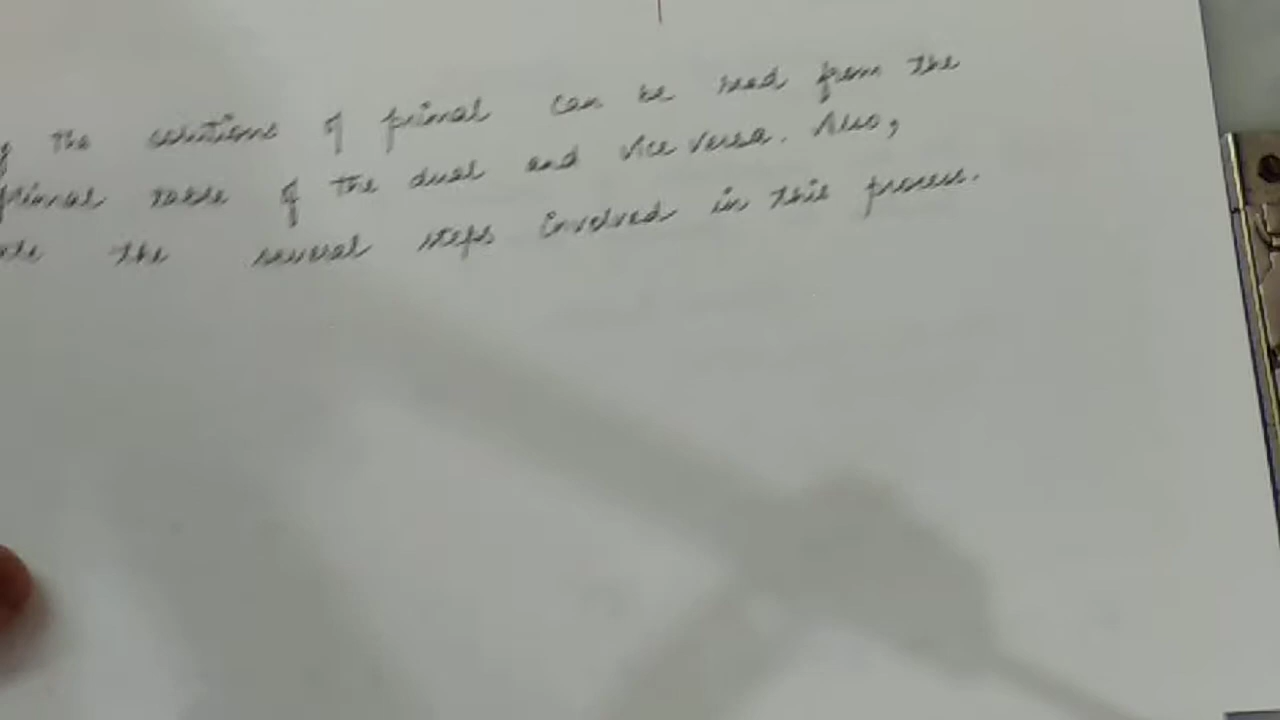 the solutions of primal can be read from the
table of the dual and vice versa. Also,
the several steps involved in this process.